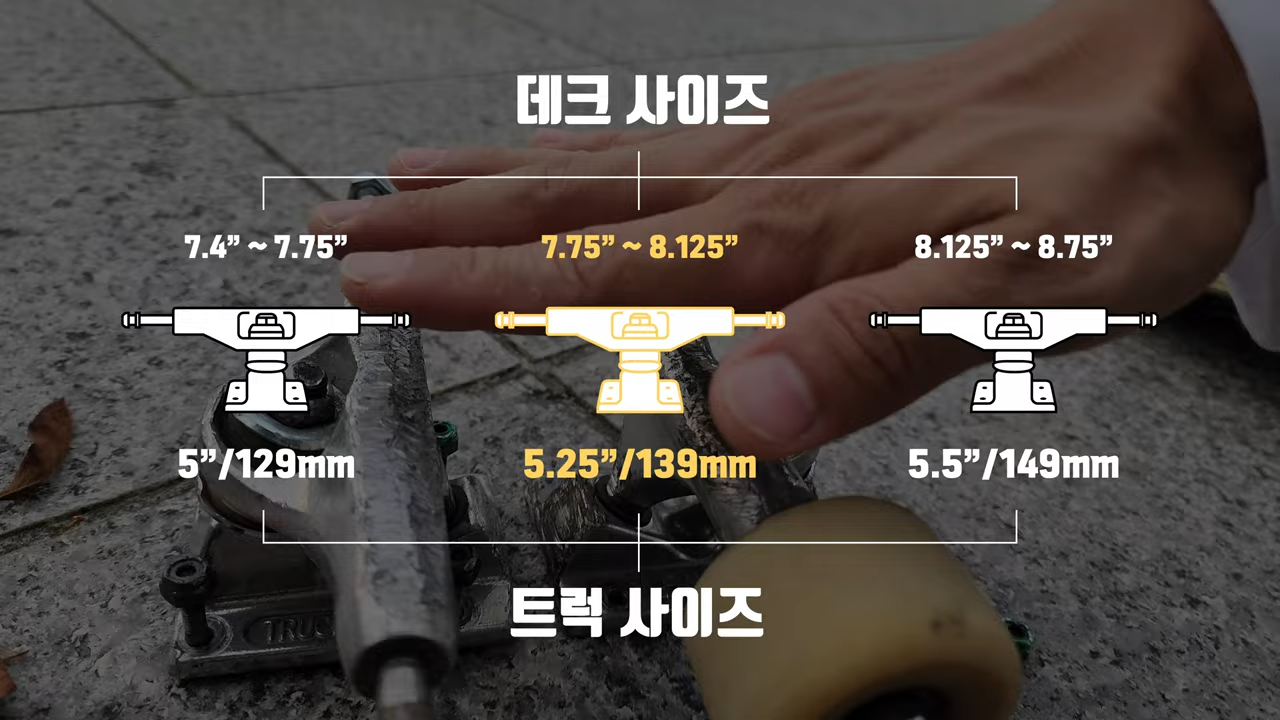 데크 사이즈
7.4” ~ 7.75”
7.75” ~ 8.125”
8.125” ~ 8.75”
5”/129mm
5.25”/139mm
5.5”/149mm
트럭 사이즈